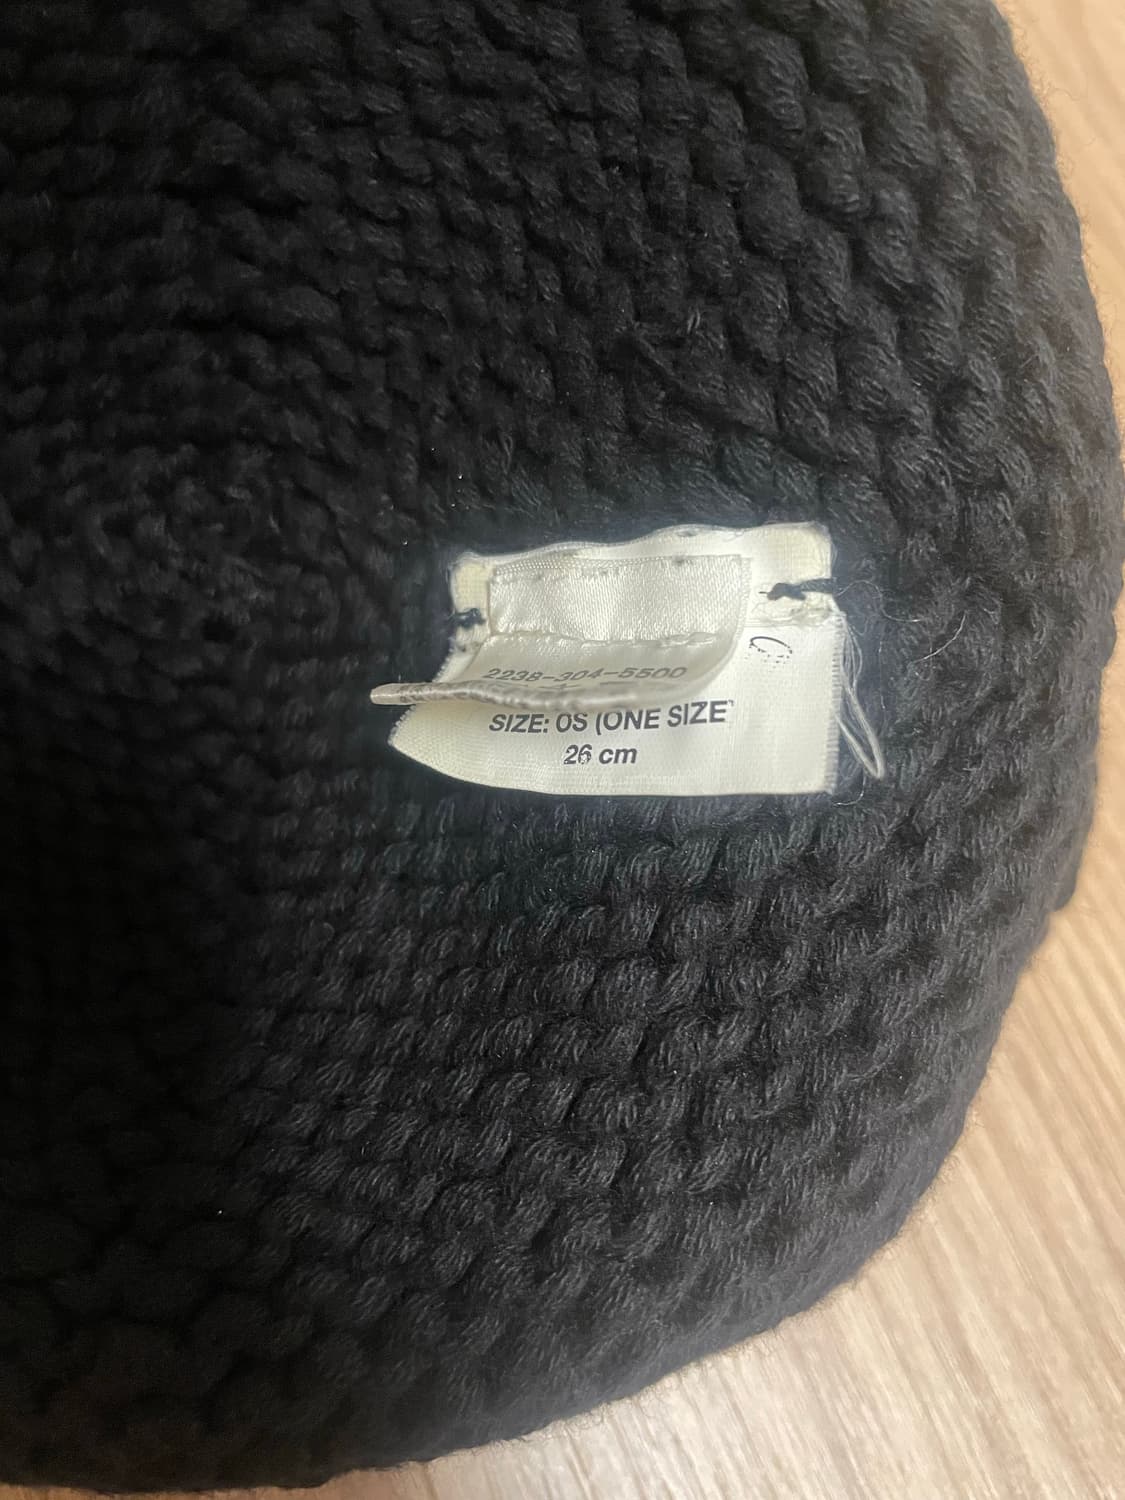 2238-304-5500
SIZE: OS (ONE SIZE
26 cm